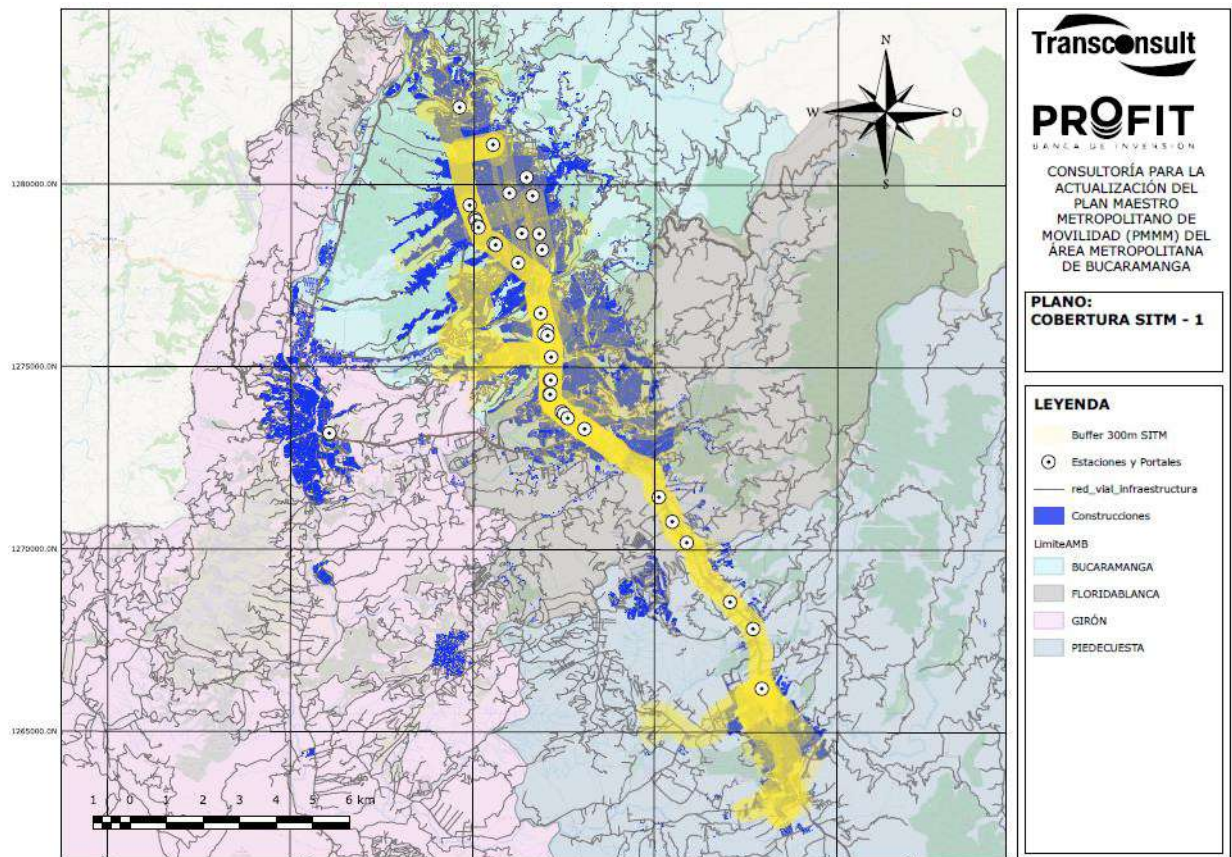 1280000.0N
1275000.0N
1270000.0N
1265000.0N
1 0 1 2 3 4 5 6 km
N
W O
S
Transconsult
PROFIT
BANCA DE INVERSIÓN
CONSULTORÍA PARA LA
ACTUALIZACIÓN DEL
PLAN MAESTRO
METROPOLITANO DE
MOVILIDAD (PMMM) DEL
ÁREA METROPOLITANA
DE BUCARAMANGA
PLANO:
COBERTURA SITM - 1
LEYENDA
Buffer 300m SITM
Estaciones y Portales
red_vial_infraestructura
Construcciones
LimiteAMB
BUCARAMANGA
FLORIDABLANCA
GIRÓN
PIEDECUESTA